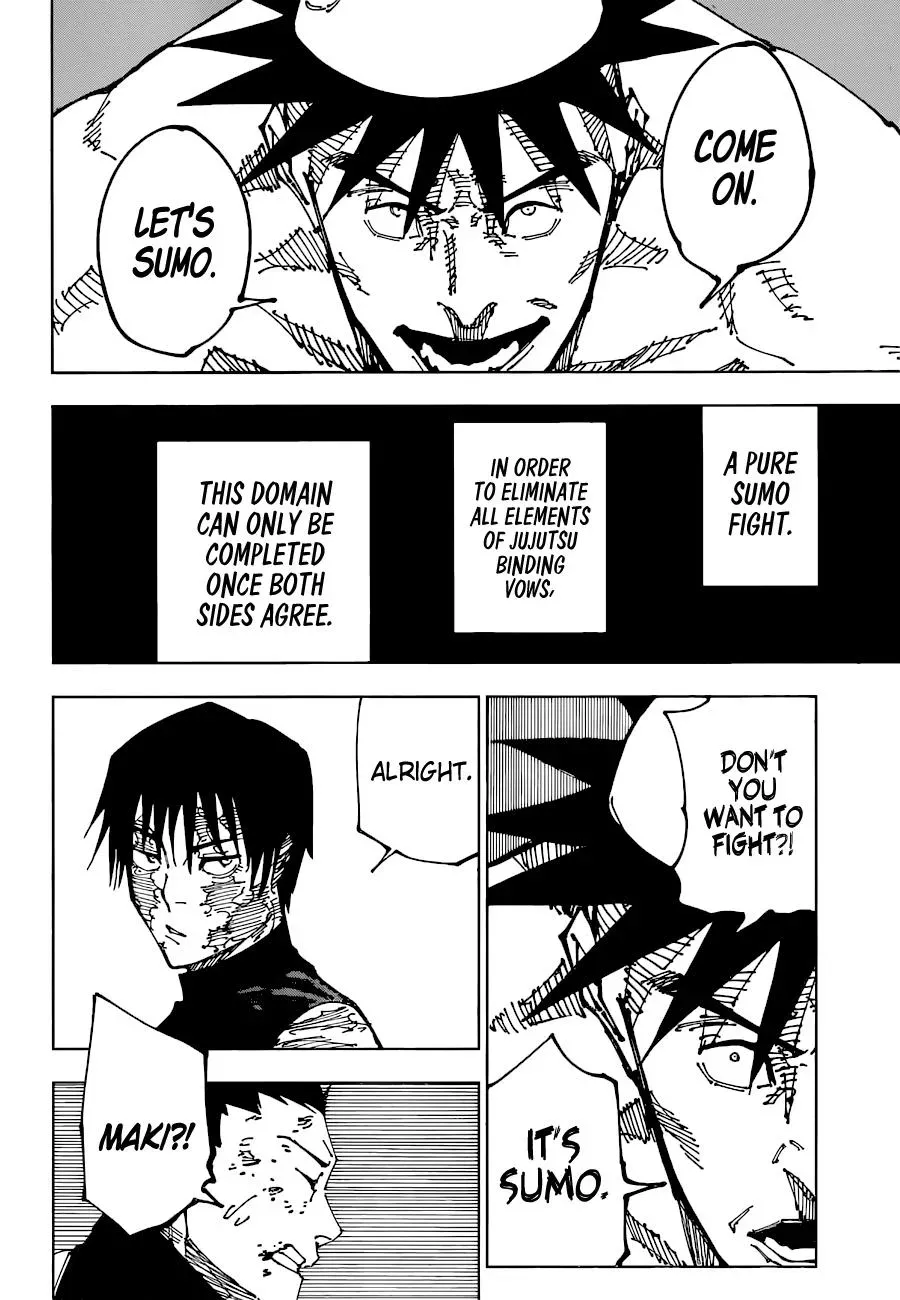 COME
ON.
LET'S
SUMO.
A PURE
SUMO
FIGHT.
IN ORDER
TO ELIMINATE
ALL ELEMENTS
OF JUJUTSU
BINDING
VOWS,
THIS DOMAIN
CAN ONLY BE
COMPLETED
ONCE BOTH
SIDES AGREE.
DON'T
YOU
WANT TO
FIGHT?!
IT'S
SUMO.
ALRIGHT.
MAKI?!